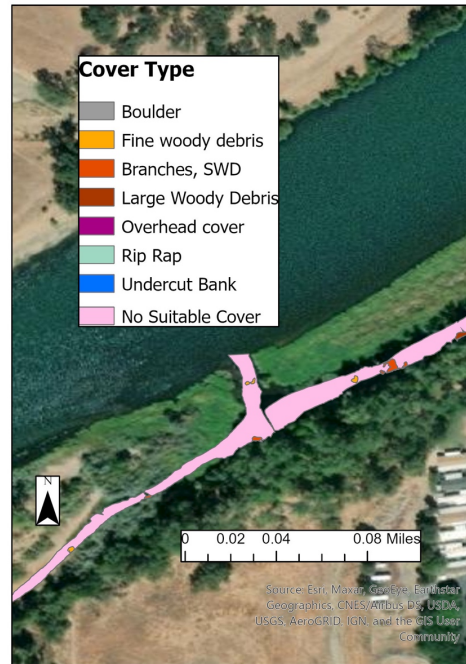 Cover Type
Boulder
Fine woody debris
Branches, SWD
Large Woody Debris
Overhead cover
Rip Rap
Undercut Bank
No Suitable Cover
N
0 0.02 0.04 0.08 Miles
Source: Esri, Maxar, GeoEye, Earthstar
Geographics, CNES/Airbus DS, USDA,
USGS, AeroGRID, IGN, and the GIS User
Community